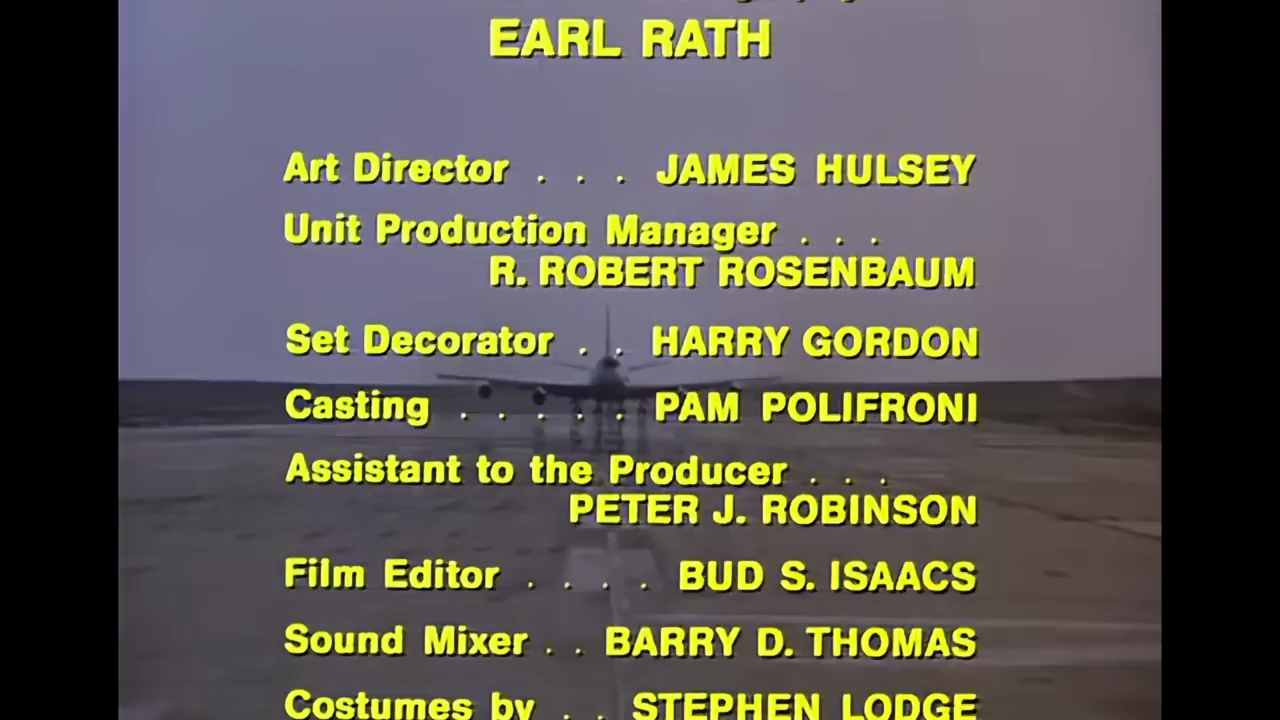 EARL RATH
Art Director . . . JAMES HULSEY
Unit Production Manager . . .
R. ROBERT ROSENBAUM
Set Decorator . . HARRY GORDON
Casting . . . . . PAM POLIFRONI
Assistant to the Producer . . .
PETER J. ROBINSON
Film Editor . . . . BUD S. ISAACS
Sound Mixer . . BARRY D. THOMAS
Costumes by . . STEPHEN LODGE